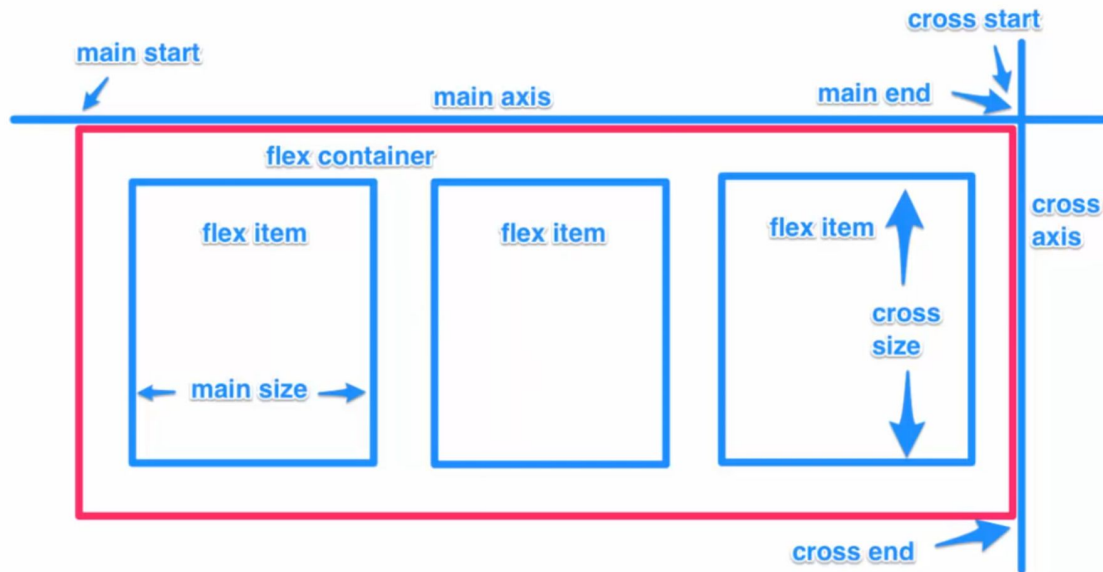 cross start
main start
main axis
main end
flex container
cross
axis
flex item
flex item
flex item
cross
size
main size
cross end